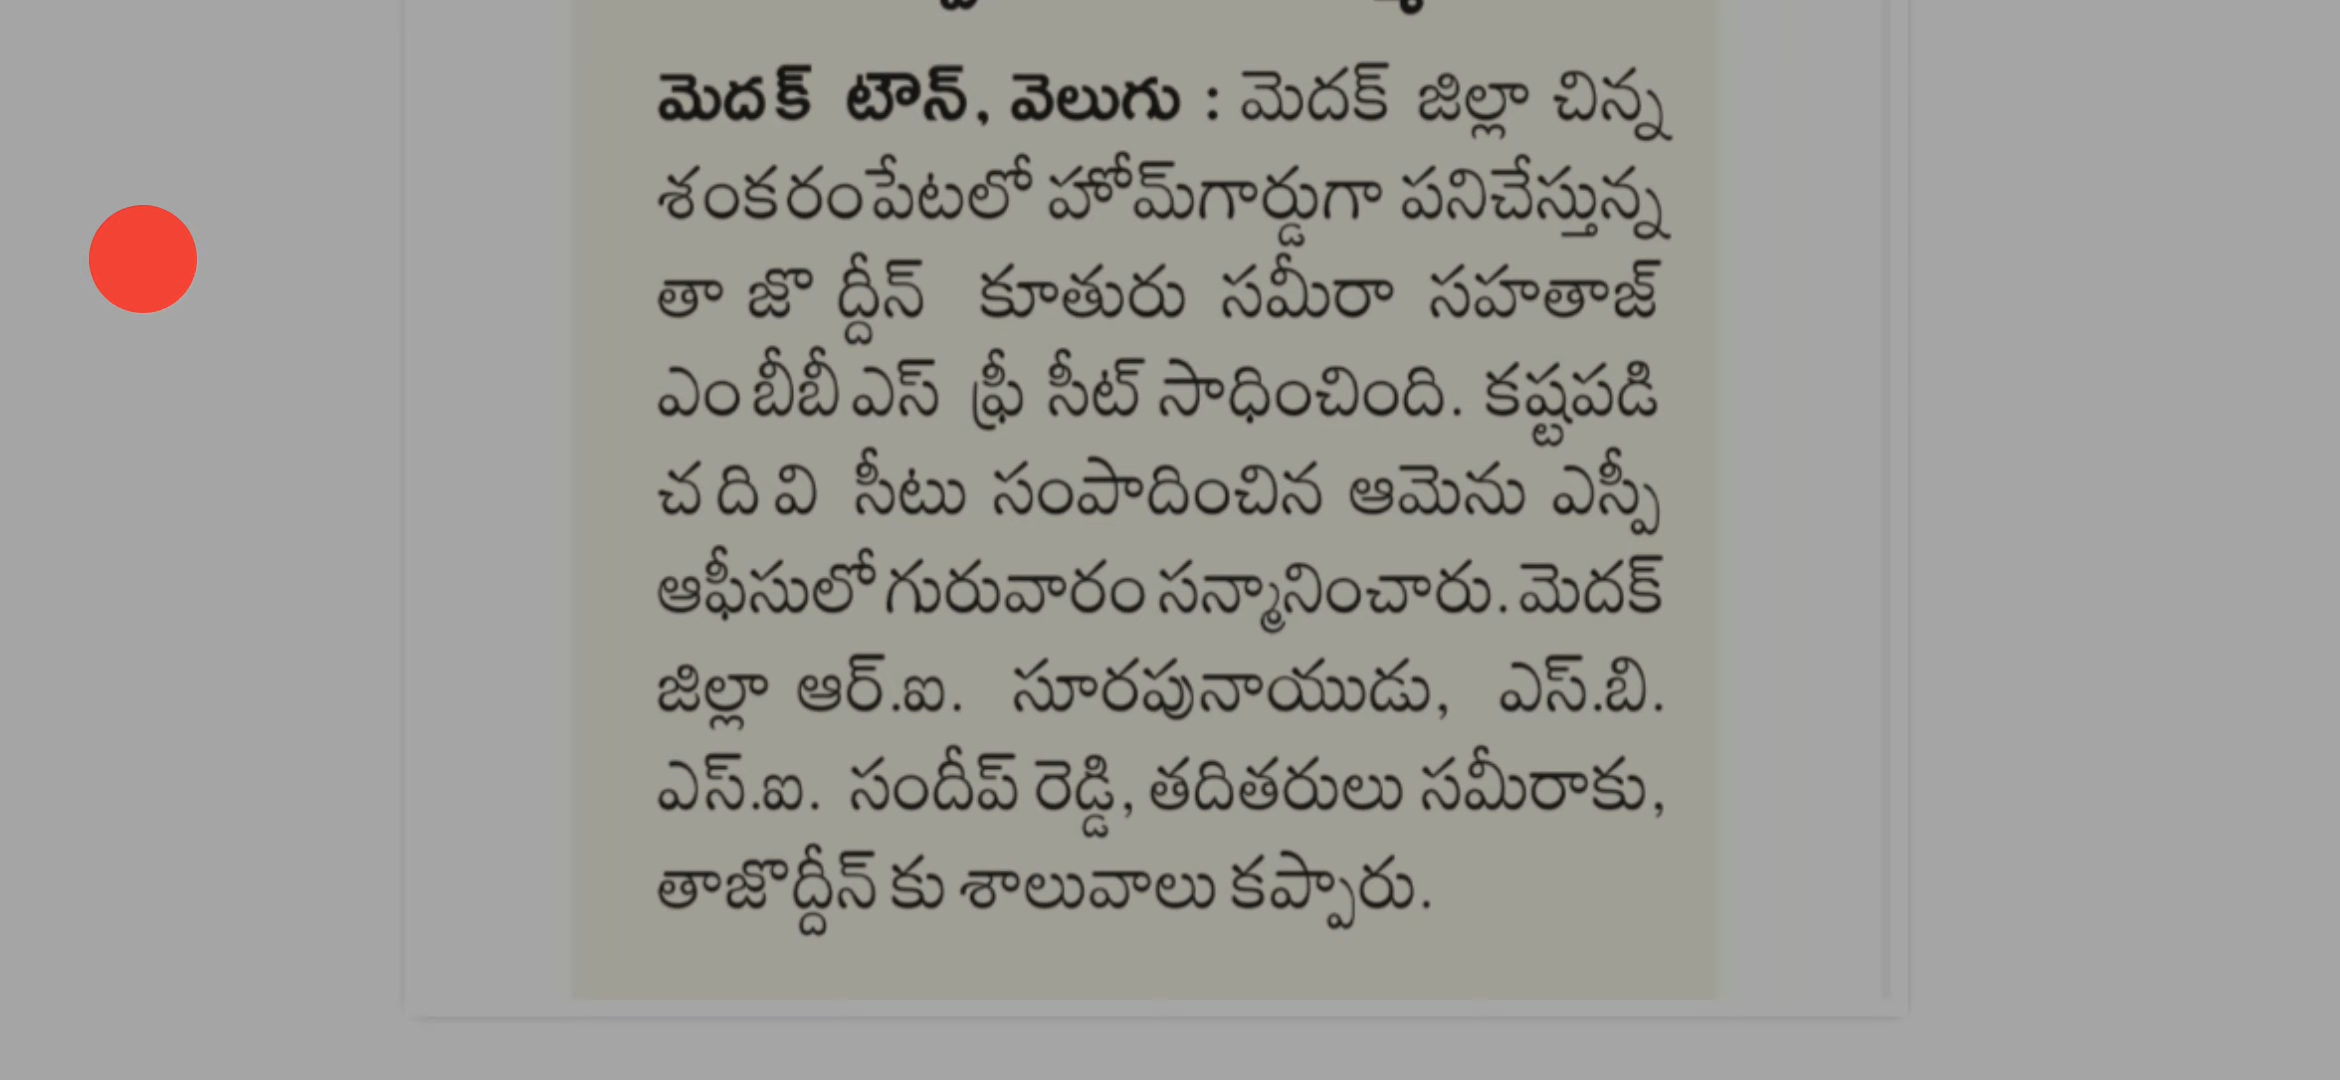 మెదక్ టౌన్, వెలుగు : మెదక్ జిల్లా చిన్న
శంకరంపేటలో హోమ్‌గార్డుగా పనిచేస్తున్న
తా జొ ద్దీన్ కూతురు సమీరా సహతాజ్
ఎంబీబీఎస్ ఫ్రీ సీట్ సాధించింది. కష్టపడి
చ ది వి సీటు సంపాదించిన ఆమెను ఎస్పీ
ఆఫీసులో గురువారం సన్మానించారు. మెదక్
జిల్లా ఆర్.ఐ. సూరపునాయుడు, ఎస్.బి.
ఎస్.ఐ. సందీప్ రెడ్డి, తదితరులు సమీరాకు,
తాజొద్దీన్ కు శాలువాలు కప్పారు.